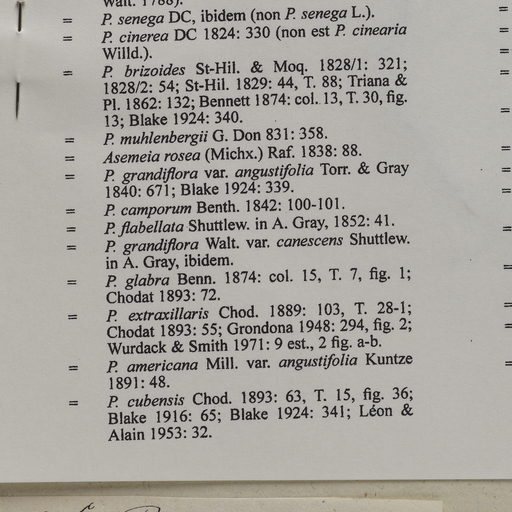 Walt. 1788).
= P. senega DC, ibidem (non P. senega L.).
= P. cinerea DC 1824: 330 (non est P. cinearia
Willd.).
= P. brizoides St-Hil. & Moq. 1828/1: 321;
1828/2: 54; St-Hil. 1829: 44, T. 88; Triana &
Pl. 1862: 132; Bennett 1874: col. 13, T. 30, fig.
13; Blake 1924: 340.
= P. muhlenbergii G. Don 831: 358.
= Asemeia rosea (Michx.) Raf. 1838: 88.
= P. grandiflora var. angustifolia Torr. & Gray
1840: 671; Blake 1924: 339.
= P. camporum Benth. 1842: 100-101.
= P. flabellata Shuttlew. in A. Gray, 1852: 41.
= P. grandiflora Walt. var. canescens Shuttlew.
in A. Gray, ibidem.
= P. glabra Benn. 1874: col. 15, T. 7, fig. 1;
Chodat 1893: 72.
= P. extraxillaris Chod. 1889: 103, T. 28-1;
Chodat 1893: 55; Grondona 1948: 294, fig. 2;
Wurdack & Smith 1971: 9 est., 2 fig. a-b.
= P. americana Mill. var. angustifolia Kuntze
1891: 48.
= P. cubensis Chod. 1893: 63, T. 15, fig. 36;
Blake 1916: 65; Blake 1924: 341; Léon &
Alain 1953: 32.